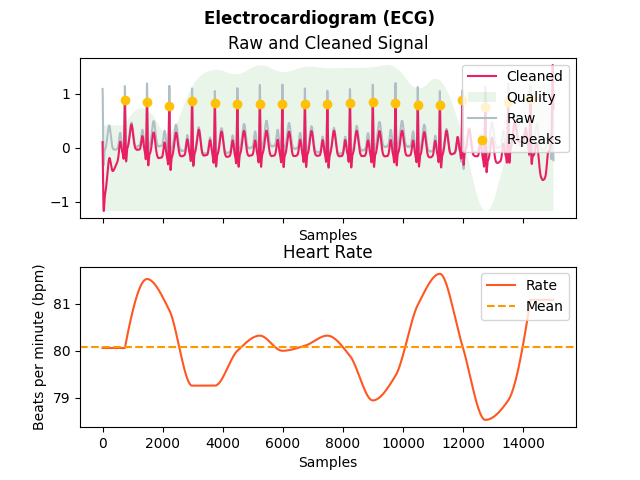 Electrocardiogram (ECG)
Raw and Cleaned Signal
1
0
−1
Cleaned
Quality
Raw
R-peaks
Samples
Heart Rate
Beats per minute (bpm)
81
80
79
Rate
Mean
0 2000 4000 6000 8000 10000 12000 14000
Samples